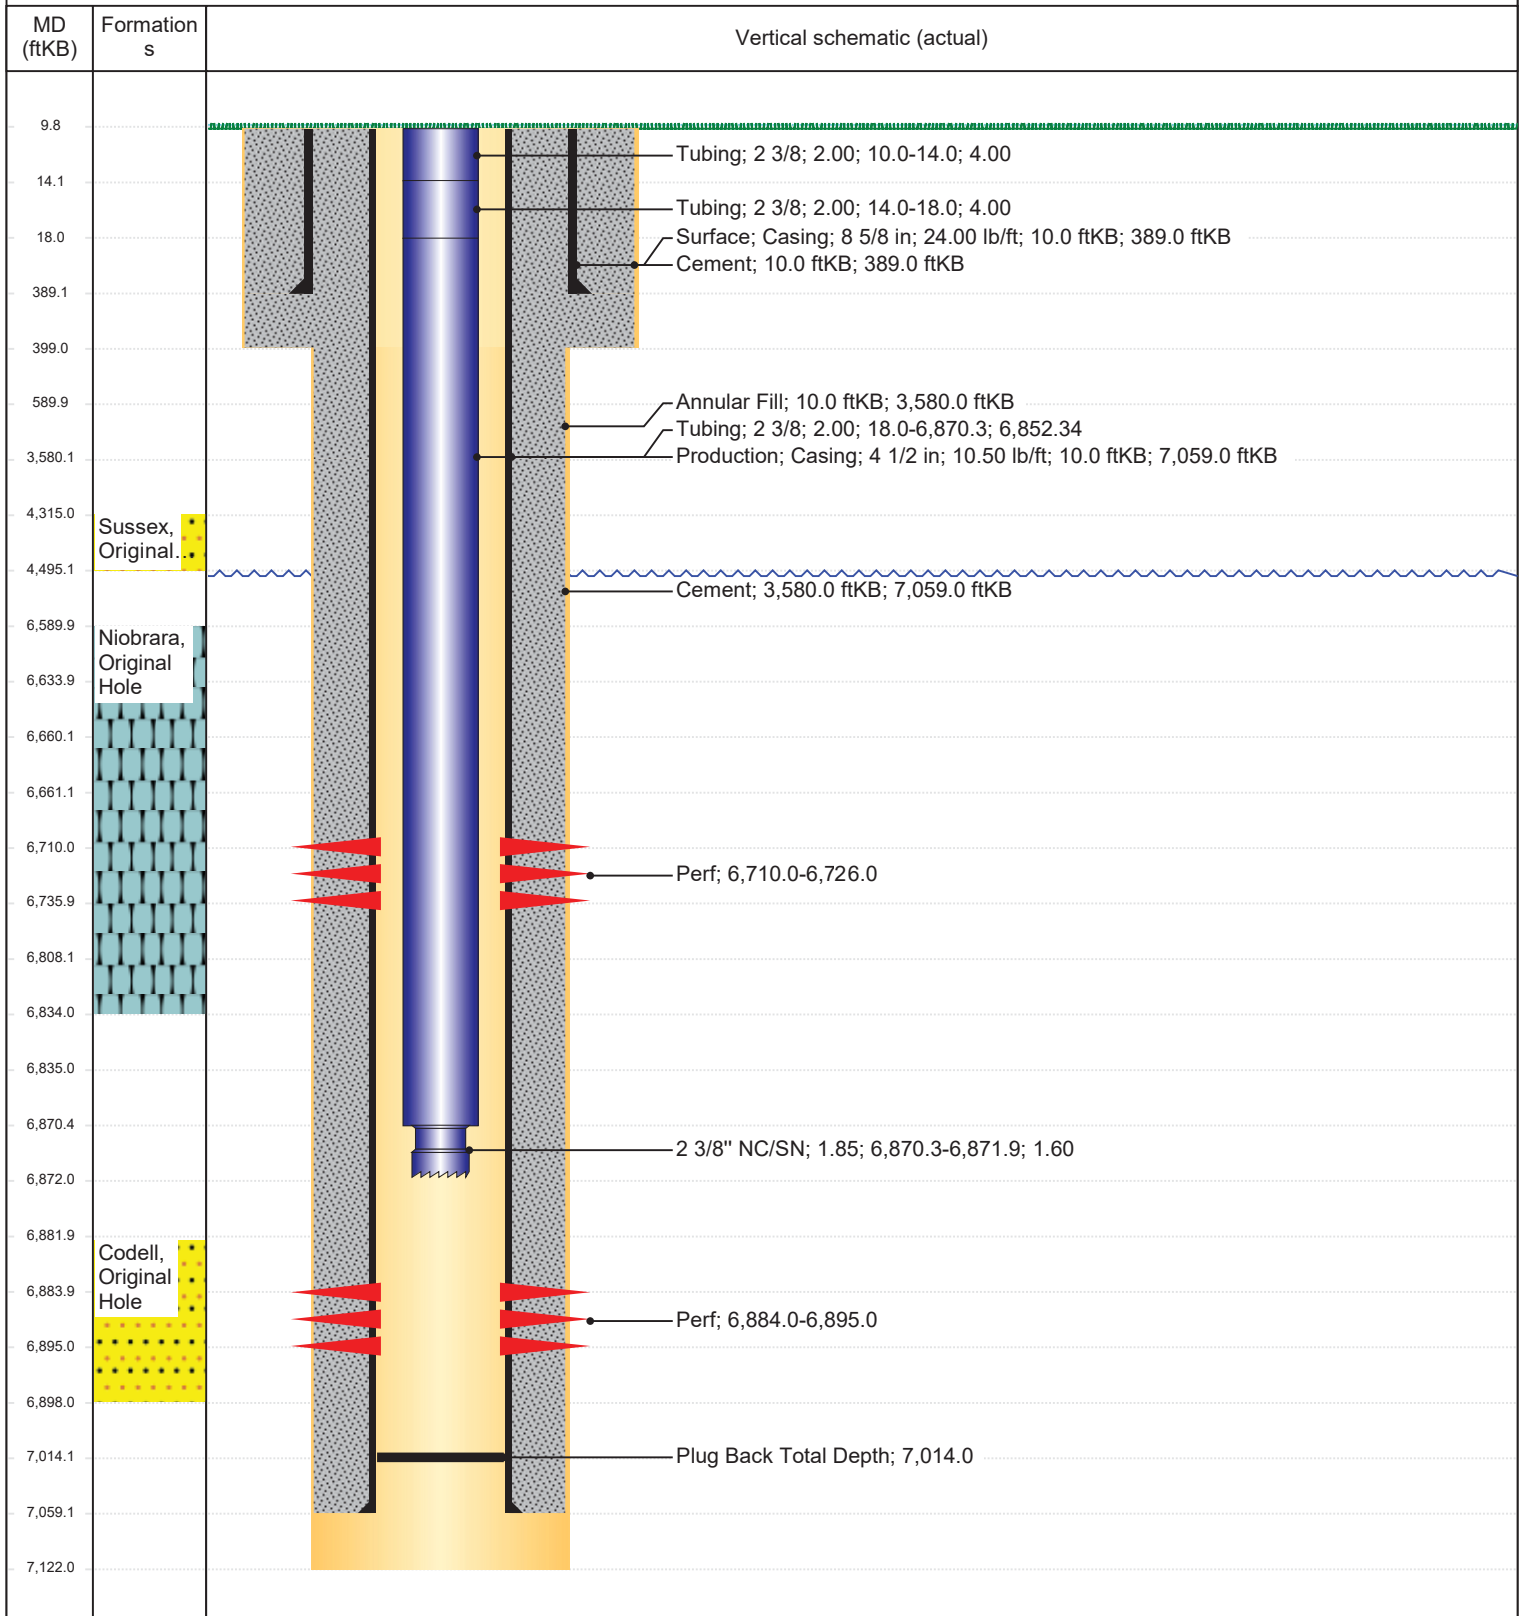 MD
(ftKB)
Formation
s
Vertical schematic (actual)
9.8
Tubing; 2 3/8; 2.00; 10.0-14.0; 4.00
14.1
Tubing; 2 3/8; 2.00; 14.0-18.0; 4.00
18.0
Surface; Casing; 8 5/8 in; 24.00 lb/ft; 10.0 ftKB; 389.0 ftKB
Cement; 10.0 ftKB; 389.0 ftKB
389.1
399.0
589.9
Annular Fill; 10.0 ftKB; 3,580.0 ftKB
Tubing; 2 3/8; 2.00; 18.0-6,870.3; 6,852.34
3,580.1
Production; Casing; 4 1/2 in; 10.50 lb/ft; 10.0 ftKB; 7,059.0 ftKB
4,315.0
Sussex,
Original...
4,495.1
Cement; 3,580.0 ftKB; 7,059.0 ftKB
6,589.9
Niobrara,
Original
Hole
6,633.9
6,660.1
6,661.1
6,710.0
Perf; 6,710.0-6,726.0
6,735.9
6,808.1
6,834.0
6,835.0
6,870.4
2 3/8" NC/SN; 1.85; 6,870.3-6,871.9; 1.60
6,872.0
6,881.9
Codell,
Original
Hole
6,883.9
Perf; 6,884.0-6,895.0
6,895.0
6,898.0
7,014.1
Plug Back Total Depth; 7,014.0
7,059.1
7,122.0